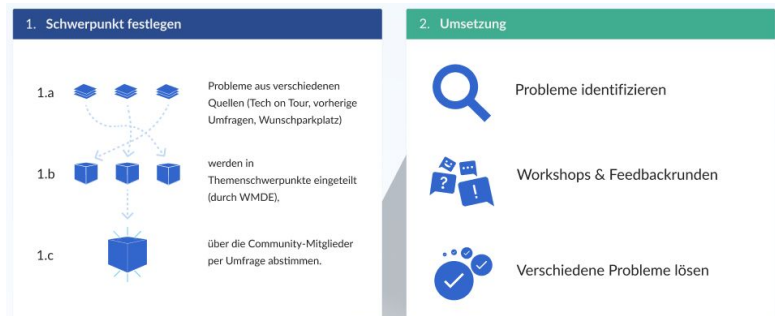 1. Schwerpunkt festlegen
1.a
Probleme aus verschiedenen
Quellen (Tech on Tour, vorherige
Umfragen, Wunschparkplatz)
1.b
werden in
Themenschwerpunkte eingeteilt
(durch WMDE),
1.c
über die Community-Mitglieder
per Umfrage abstimmen.
2. Umsetzung
Probleme identifizieren
?
!
Workshops & Feedbackrunden
Verschiedene Probleme lösen